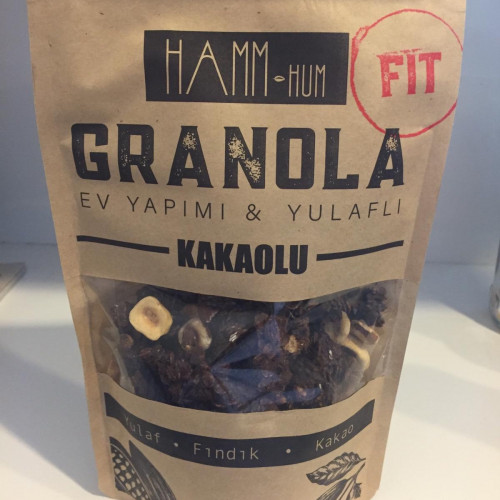 HAMM-HUM
FIT
GRANOLA
EV YAPIMI & YULAFLI
KAKAOLU
Yulaf • Fındık • Kakao